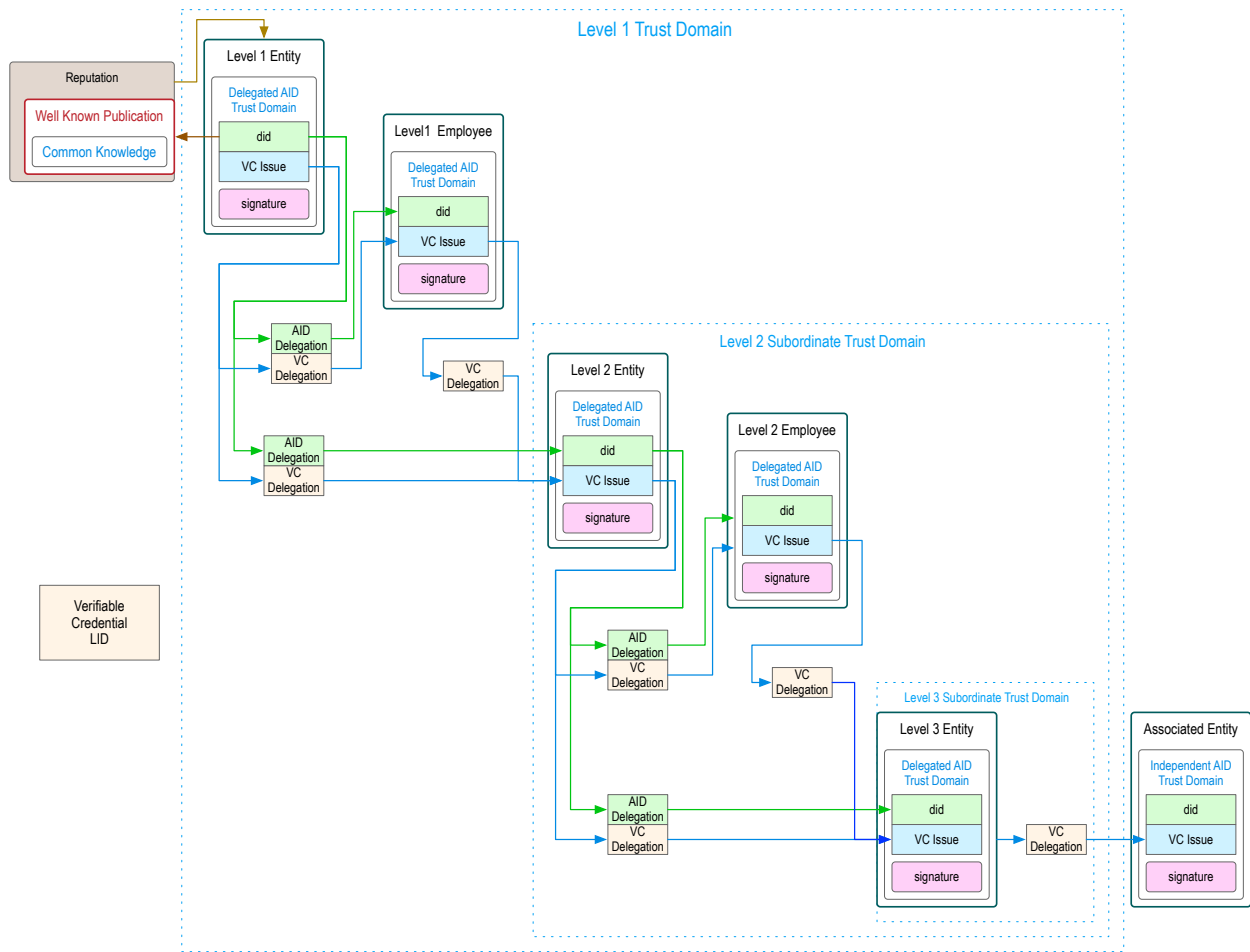 Level 1 Trust Domain
Reputation
Well Known Publication
Common Knowledge
Level 1 Entity
Delegated AID
Trust Domain
did
VC Issue
signature
Level1  Employee
Delegated AID
Trust Domain
did
VC Issue
signature
AID
Delegation
VC
Delegation
VC
Delegation
AID
Delegation
VC
Delegation
Level 2 Subordinate Trust Domain
Level 2 Entity
Delegated AID
Trust Domain
did
VC Issue
signature
Level 2 Employee
Delegated AID
Trust Domain
did
VC Issue
signature
Verifiable
Credential
LID
AID
Delegation
VC
Delegation
VC
Delegation
AID
Delegation
VC
Delegation
Level 3 Subordinate Trust Domain
Level 3 Entity
Delegated AID
Trust Domain
did
VC Issue
signature
VC
Delegation
Associated Entity
Independent AID
Trust Domain
did
VC Issue
signature